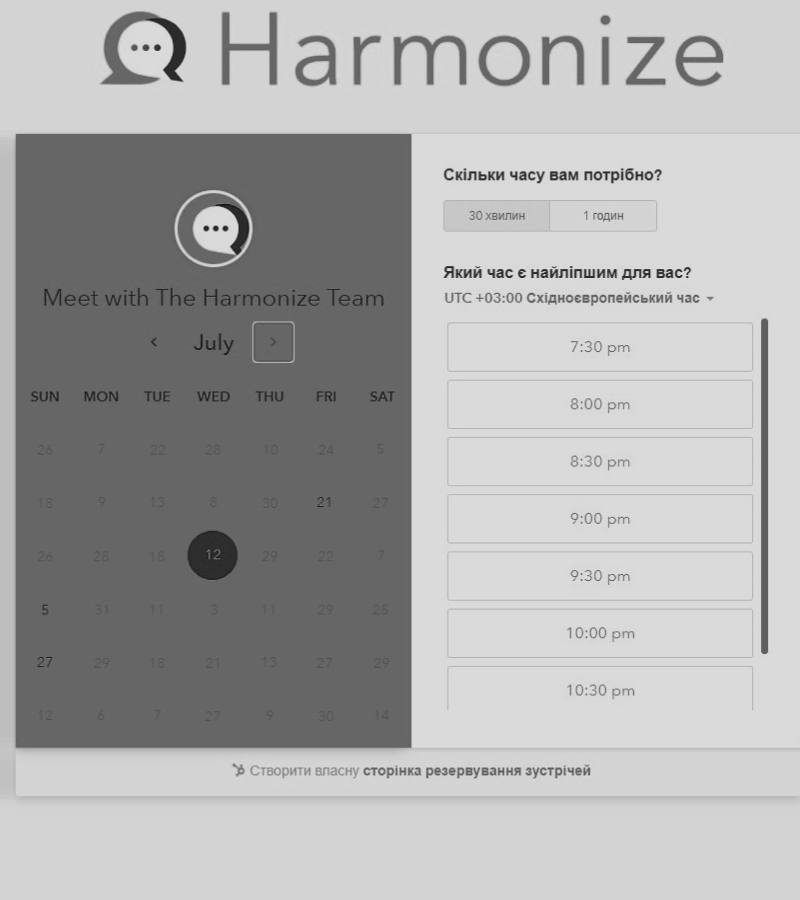 Harmonize
Meet with The Harmonize Team
July
SUN MON TUE WED THU FRI SAT
26 7 22 28 10 24 5
18 9 13 8 30 21 27
26 28 18 12 29 22 7
5 31 11 3 11 29 25
27 29 18 21 13 27 29
12 6 7 27 9 30 14
Скільки часу вам потрібно?
30 хвилин 1 годин
Який час є найліпшим для вас?
UTC +03:00 Східноєвропейський час
7:30 pm
8:00 pm
8:30 pm
9:00 pm
9:30 pm
10:00 pm
10:30 pm
Створити власну сторінка резервування зустрічей